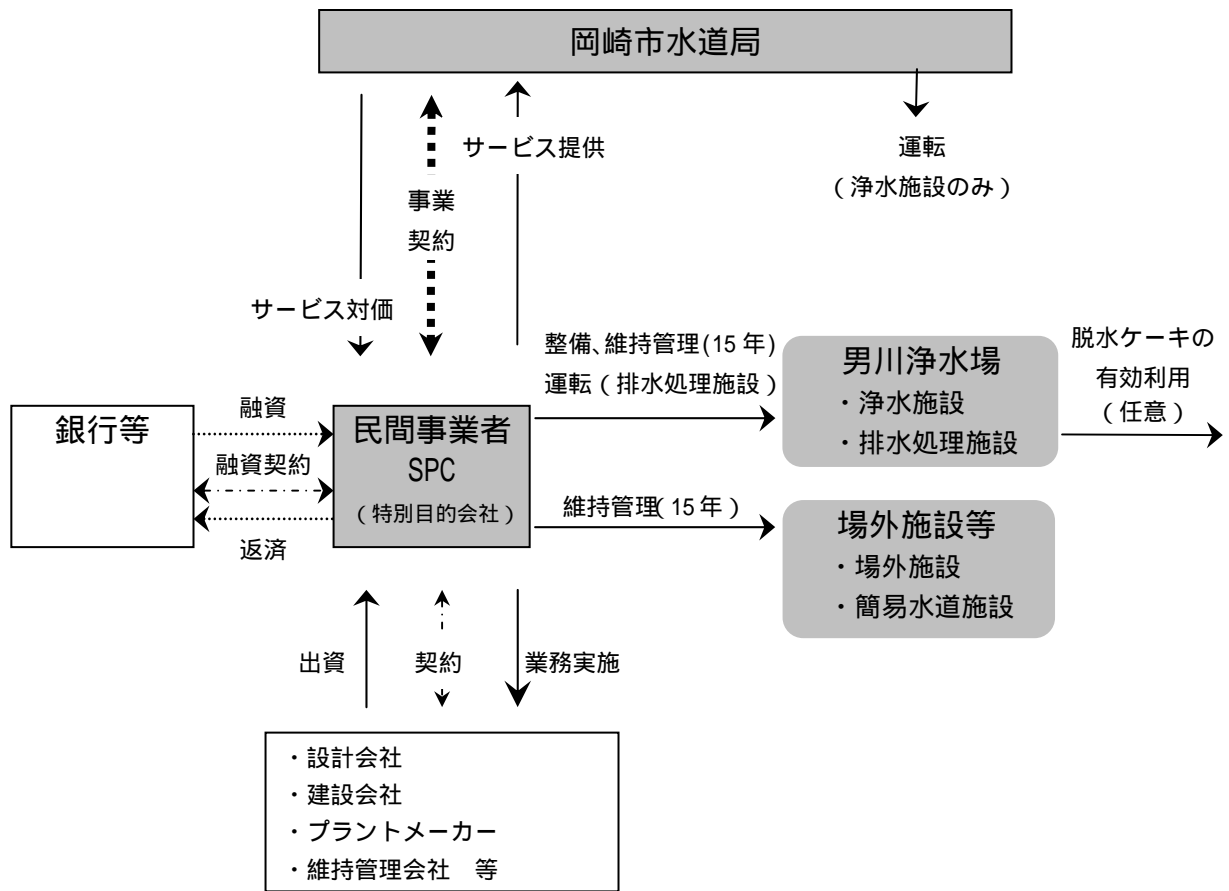 岡崎市水道局
運転
(浄水施設のみ)
サービス提供
事業
契約
サービス対価
整備、維持管理(15年)
運転(排水処理施設)
男川浄水場
・浄水施設
・排水処理施設
脱水ケーキの
有効利用
(任意)
銀行等
融資
融資契約
返済
民間事業者
SPC
(特別目的会社)
維持管理(15年)
場外施設等
・場外施設
・簡易水道施設
出資
契約
業務実施
・設計会社
・建設会社
・プラントメーカー
・維持管理会社 等